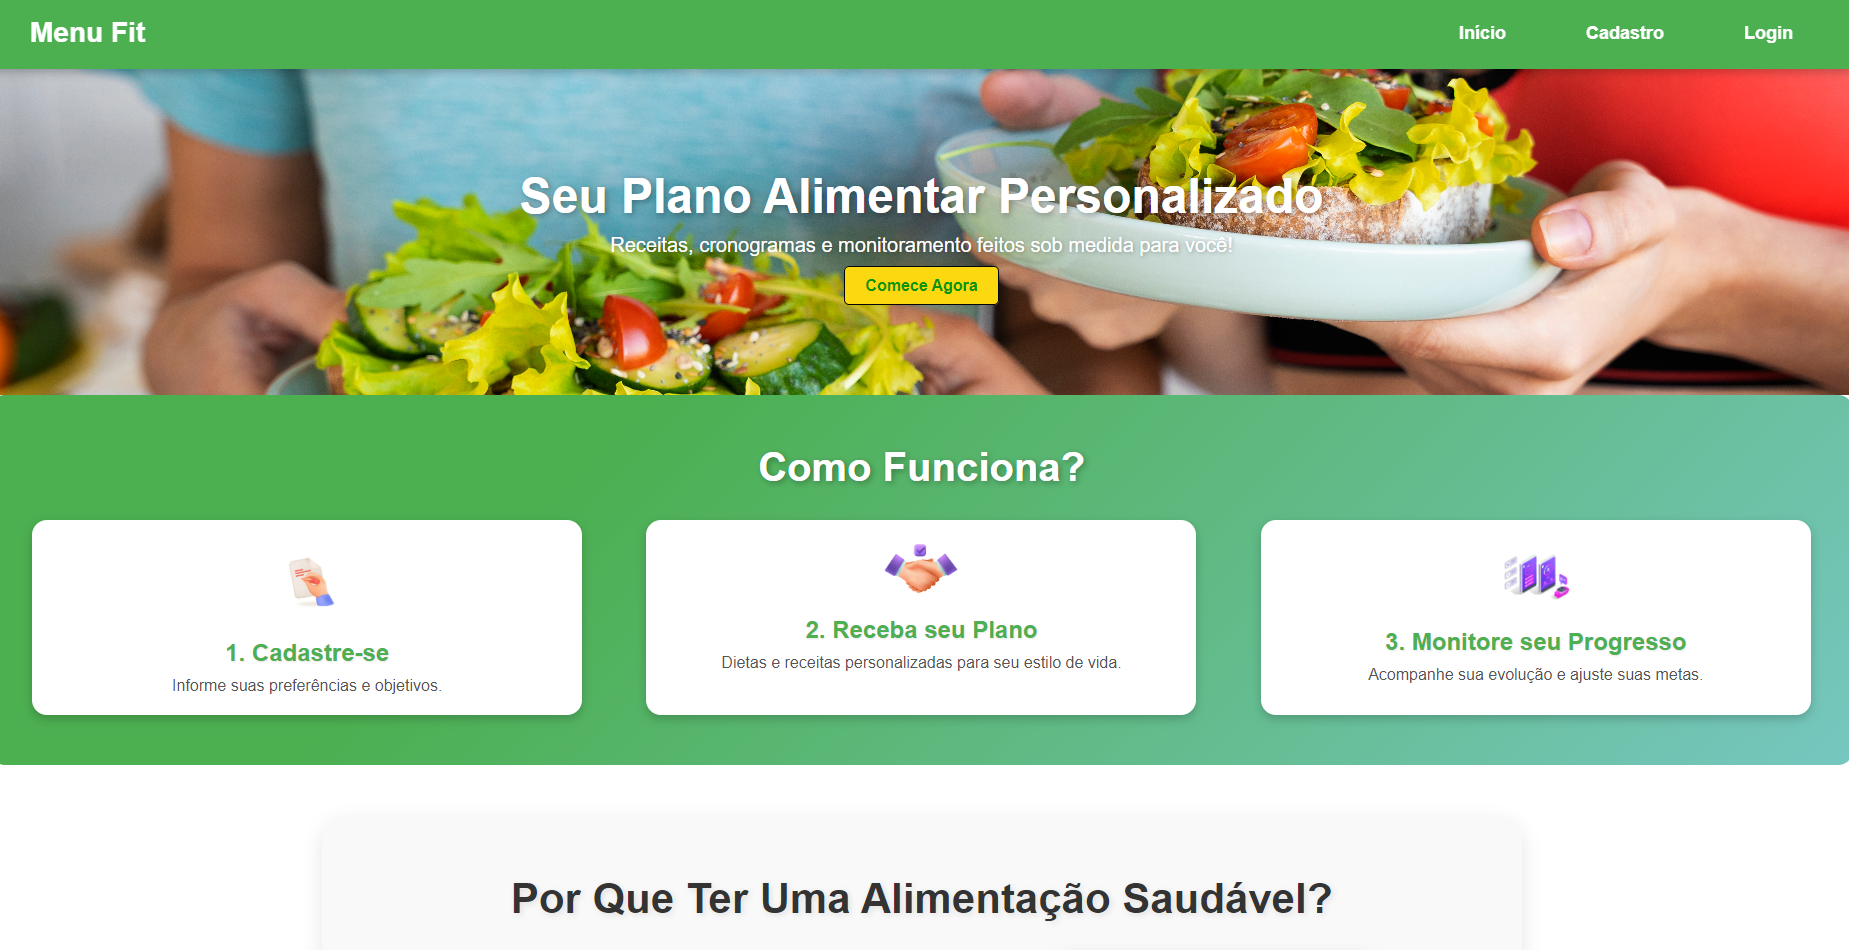 Menu Fit
Início
Cadastro
Login
Seu Plano Alimentar Personalizado
Receitas, cronogramas e monitoramento feitos sob medida para você!
Comece Agora
Como Funciona?
1. Cadastre-se
Informe suas preferências e objetivos.
2. Receba seu Plano
Dietas e receitas personalizadas para seu estilo de vida.
3. Monitore seu Progresso
Acompanhe sua evolução e ajuste suas metas.
Por Que Ter Uma Alimentação Saudável?